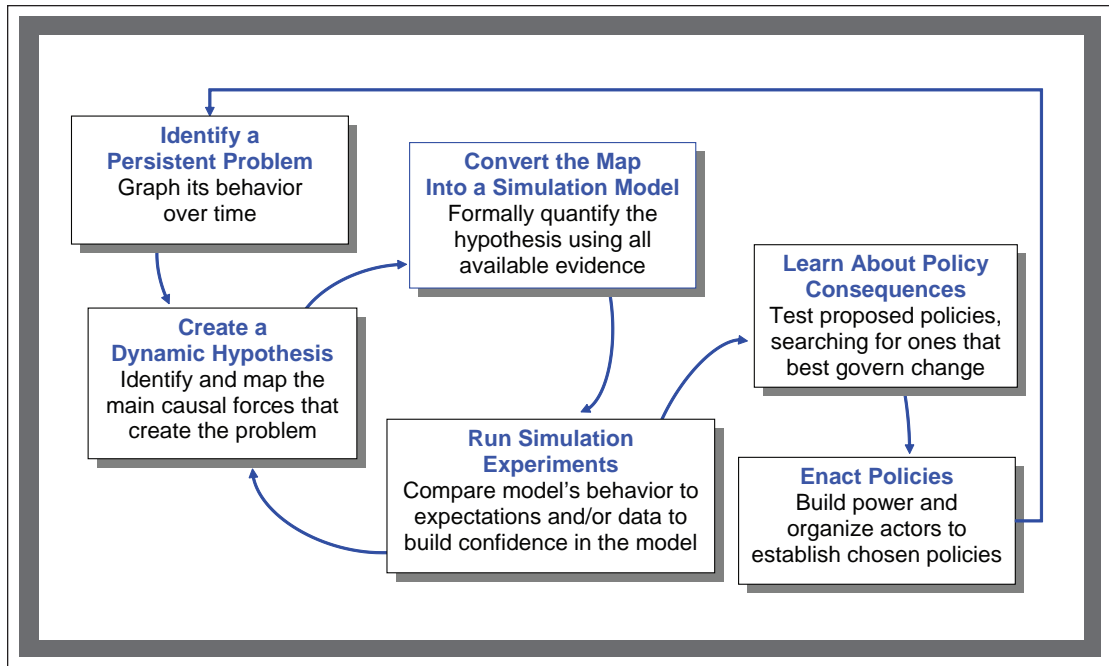 Identify a
Persistent Problem
Graph its behavior
over time
Create a
Dynamic Hypothesis
Identify and map the
main causal forces that
create the problem
Convert the Map
Into a Simulation Model
Formally quantify the
hypothesis using all
available evidence
Run Simulation
Experiments
Compare model's behavior to
expectations and/or data to
build confidence in the model
Learn About Policy
Consequences
Test proposed policies,
searching for ones that
best govern change
Enact Policies
Build power and
organize actors to
establish chosen policies